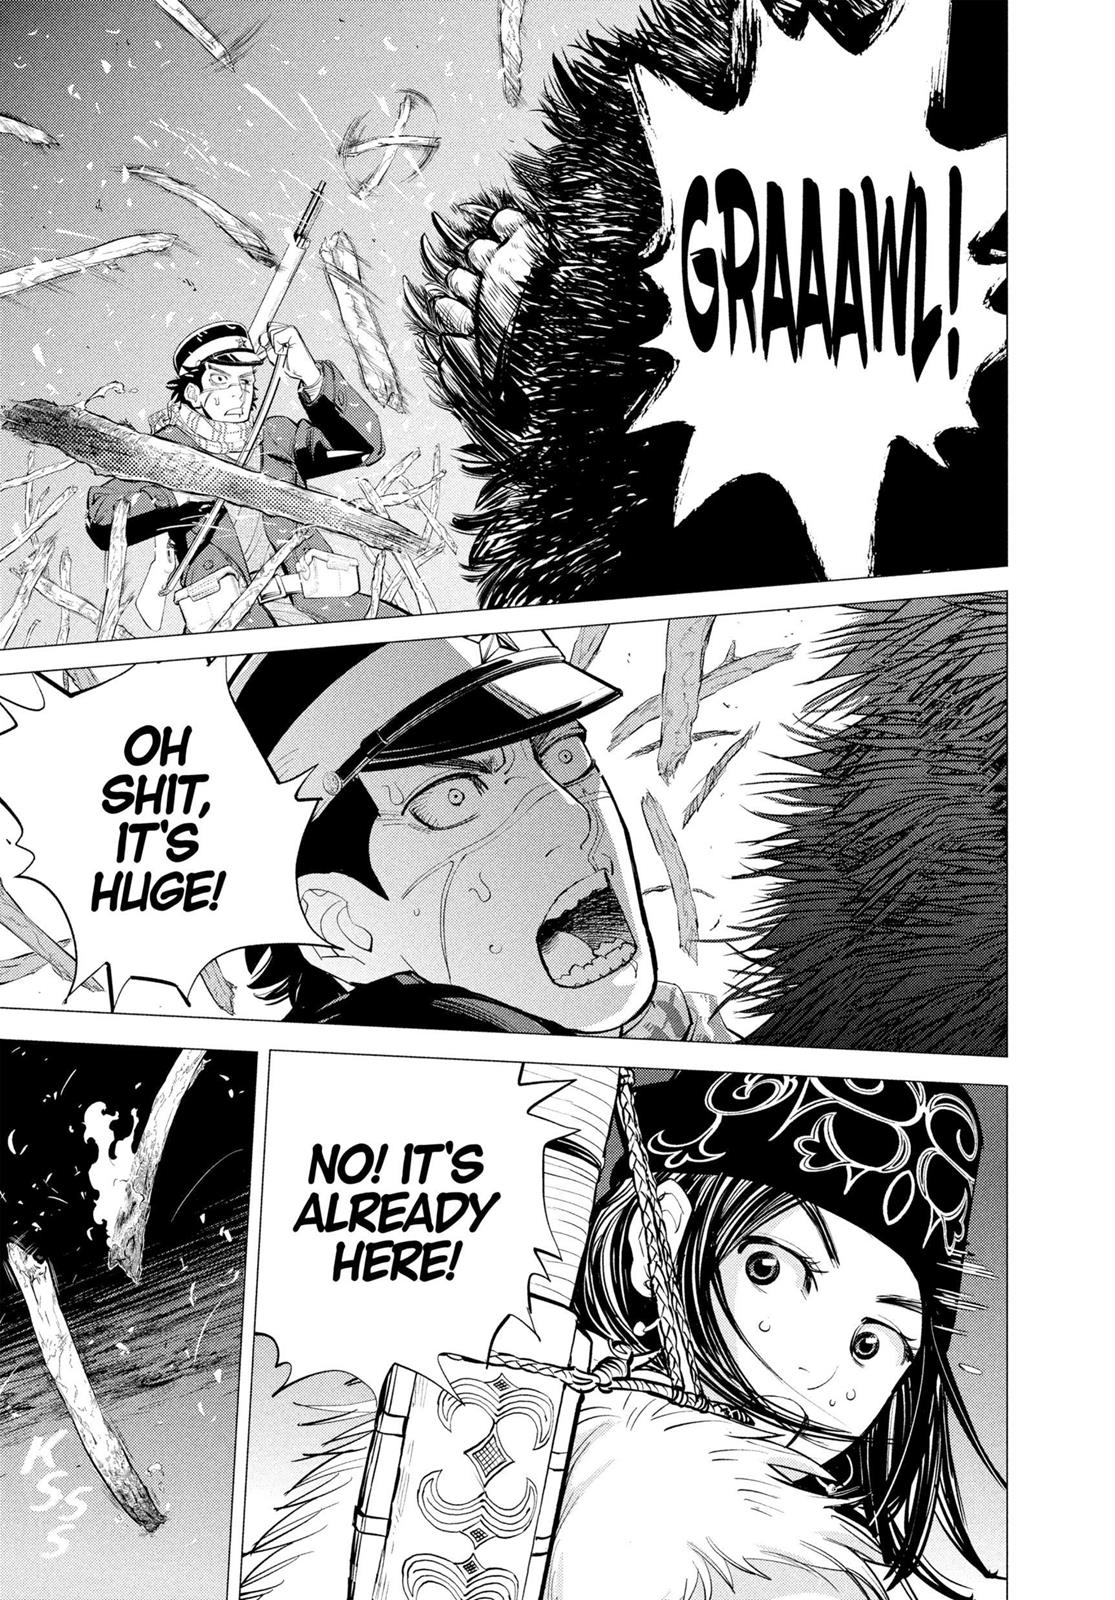 GRAAAWL!
OH
SHIT,
IT'S
HUGE!
NO! IT'S
ALREADY
HERE!
KSSS